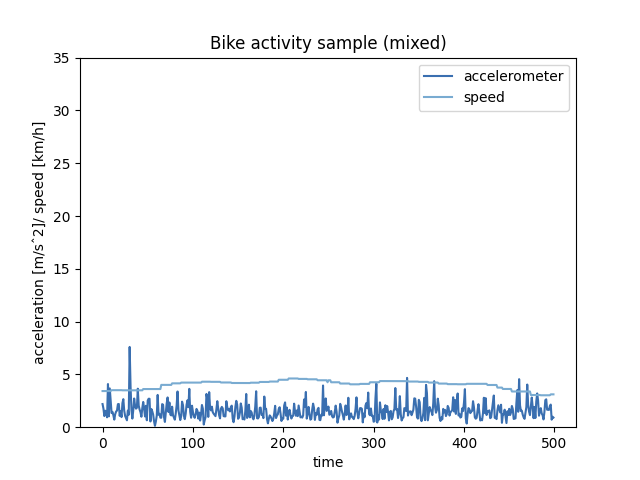 Bike activity sample (mixed)
acceleration [m/sˆ2]/ speed [km/h]
35
30
25
20
15
10
5
0
accelerometer
speed
0 100 200 300 400 500
time